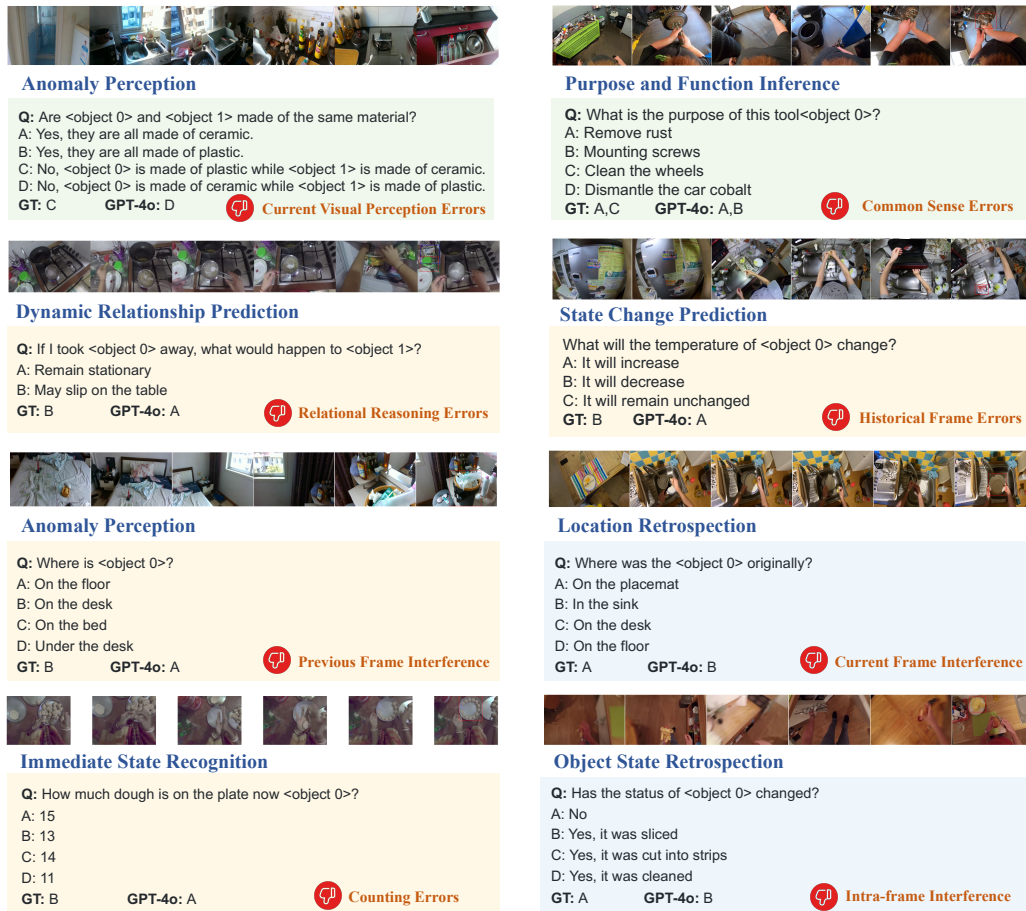 Anomaly Perception
Q: Are <object 0> and <object 1> made of the same material?
A: Yes, they are all made of ceramic.
B: Yes, they are all made of plastic.
C: No, <object 0> is made of plastic while <object 1> is made of ceramic.
D: No, <object 0> is made of ceramic while <object 1> is made of plastic.
GT: C GPT-4o: D Current Visual Perception Errors
Purpose and Function Inference
Q: What is the purpose of this tool<object 0>?
A: Remove rust
B: Mounting screws
C: Clean the wheels
D: Dismantle the car cobalt
GT: A,C GPT-4o: A,B Common Sense Errors
Dynamic Relationship Prediction
Q: If I took <object 0> away, what would happen to <object 1>?
A: Remain stationary
B: May slip on the table
GT: B GPT-4o: A Relational Reasoning Errors
State Change Prediction
What will the temperature of <object 0> change?
A: It will increase
B: It will decrease
C: It will remain unchanged
GT: B GPT-4o: A Historical Frame Errors
Anomaly Perception
Q: Where is <object 0>?
A: On the floor
B: On the desk
C: On the bed
D: Under the desk
GT: B GPT-4o: A Previous Frame Interference
Location Retrospection
Q: Where was the <object 0> originally?
A: On the placemat
B: In the sink
C: On the desk
D: On the floor
GT: A GPT-4o: B Current Frame Interference
Immediate State Recognition
Q: How much dough is on the plate now <object 0>?
A: 15
B: 13
C: 14
D: 11
GT: B GPT-4o: A Counting Errors
Object State Retrospection
Q: Has the status of <object 0> changed?
A: No
B: Yes, it was sliced
C: Yes, it was cut into strips
D: Yes, it was cleaned
GT: A GPT-4o: B Intra-frame Interference